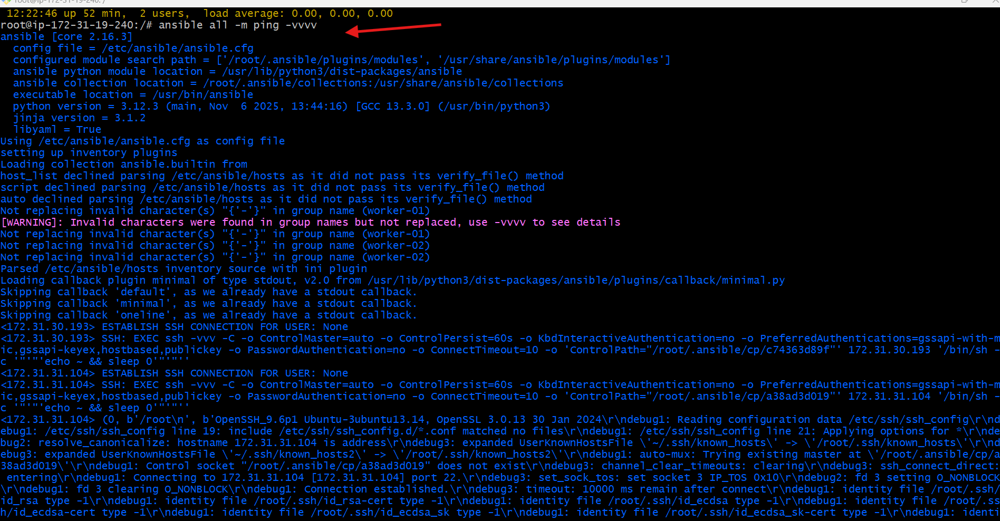 root@ip-172-31-19-240: /
 12:22:46 up 52 min,  2 users,  load average: 0.00, 0.00, 0.00
root@ip-172-31-19-240:/# ansible all -m ping -vvvv
ansible [core 2.16.3]
  config file = /etc/ansible/ansible.cfg
  configured module search path = ['/root/.ansible/plugins/modules', '/usr/share/ansible/plugins/modules']
  ansible python module location = /usr/lib/python3/dist-packages/ansible
  ansible collection location = /root/.ansible/collections:/usr/share/ansible/collections
  executable location = /usr/bin/ansible
  python version = 3.12.3 (main, Nov  6 2025, 13:44:16) [GCC 13.3.0] (/usr/bin/python3)
  jinja version = 3.1.2
  libyaml = True
Using /etc/ansible/ansible.cfg as config file
setting up inventory plugins
Loading collection ansible.builtin from
host_list declined parsing /etc/ansible/hosts as it did not pass its verify_file() method
script declined parsing /etc/ansible/hosts as it did not pass its verify_file() method
auto declined parsing /etc/ansible/hosts as it did not pass its verify_file() method
Not replacing invalid character(s) "{'-'}" in group name (worker-01)
[WARNING]: Invalid characters were found in group names but not replaced, use -vvvv to see details
Not replacing invalid character(s) "{'-'}" in group name (worker-01)
Not replacing invalid character(s) "{'-'}" in group name (worker-02)
Not replacing invalid character(s) "{'-'}" in group name (worker-02)
Parsed /etc/ansible/hosts inventory source with ini plugin
Loading callback plugin minimal of type stdout, v2.0 from /usr/lib/python3/dist-packages/ansible/plugins/callback/minimal.py
Skipping callback 'default', as we already have a stdout callback.
Skipping callback 'minimal', as we already have a stdout callback.
Skipping callback 'oneline', as we already have a stdout callback.
<172.31.30.193> ESTABLISH SSH CONNECTION FOR USER: None
<172.31.30.193> SSH: EXEC ssh -vvv -C -o ControlMaster=auto -o ControlPersist=60s -o KbdInteractiveAuthentication=no -o PreferredAuthentications=gssapi-with-m
ic,gssapi-keyex,hostbased,publickey -o PasswordAuthentication=no -o ConnectTimeout=10 -o 'ControlPath="/root/.ansible/cp/c74363d89f"' 172.31.30.193 '/bin/sh -
c '"'"'echo ~ && sleep 0'"'"''
<172.31.31.104> ESTABLISH SSH CONNECTION FOR USER: None
<172.31.31.104> SSH: EXEC ssh -vvv -C -o ControlMaster=auto -o ControlPersist=60s -o KbdInteractiveAuthentication=no -o PreferredAuthentications=gssapi-with-m
ic,gssapi-keyex,hostbased,publickey -o PasswordAuthentication=no -o ConnectTimeout=10 -o 'ControlPath="/root/.ansible/cp/a38ad3d019"' 172.31.31.104 '/bin/sh -
c '"'"'echo ~ && sleep 0'"'"''
<172.31.31.104> (0, b'/root\n', b'OpenSSH_9.6p1 Ubuntu-3ubuntu13.14, OpenSSL 3.0.13 30 Jan 2024\r\ndebug1: Reading configuration data /etc/ssh/ssh_config\r\nd
ebug1: /etc/ssh/ssh_config line 19: include /etc/ssh/ssh_config.d/*.conf matched no files\r\ndebug1: /etc/ssh/ssh_config line 21: Applying options for *\r\nde
bug2: resolve_canonicalize: hostname 172.31.31.104 is address\r\ndebug3: expanded UserKnownHostsFile \'~/.ssh/known_hosts\' -> \'/root/.ssh/known_hosts\'\r\nd
ebug3: expanded UserKnownHostsFile \'~/.ssh/known_hosts2\' -> \'/root/.ssh/known_hosts2\'\r\ndebug1: auto-mux: Trying existing master at \'/root/.ansible/cp/a
38ad3d019\'\r\ndebug1: Control socket "/root/.ansible/cp/a38ad3d019" does not exist\r\ndebug3: channel_clear_timeouts: clearing\r\ndebug3: ssh_connect_direct:
 entering\r\ndebug1: Connecting to 172.31.31.104 [172.31.31.104] port 22.\r\ndebug3: set_sock_tos: set socket 3 IP_TOS 0x10\r\ndebug2: fd 3 setting O_NONBLOCK
\r\ndebug1: fd 3 clearing O_NONBLOCK\r\ndebug1: Connection established.\r\ndebug3: timeout: 10000 ms remain after connect\r\ndebug1: identity file /root/.ssh/
id_rsa type -1\r\ndebug1: identity file /root/.ssh/id_rsa-cert type -1\r\ndebug1: identity file /root/.ssh/id_ecdsa type -1\r\ndebug1: identity file /root/.ss
h/id_ecdsa-cert type -1\r\ndebug1: identity file /root/.ssh/id_ecdsa_sk type -1\r\ndebug1: identity file /root/.ssh/id_ecdsa_sk-cert type -1\r\ndebug1: identi